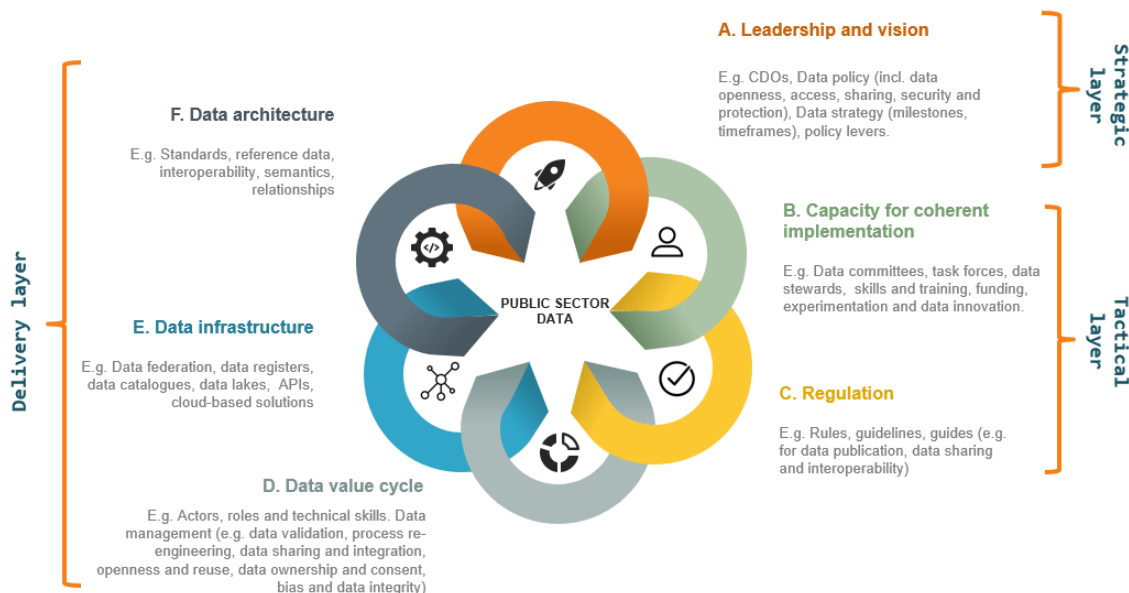 A. Leadership and vision
E.g. CDOs, Data policy (incl. data
openness, access, sharing, security and
protection), Data strategy (milestones,
timeframes), policy levers.
Strategic
layer
B. Capacity for coherent
implementation
E.g. Data committees, task forces, data
stewards, skills and training, funding,
experimentation and data innovation.
C. Regulation
E.g. Rules, guidelines, guides (e.g.
for data publication, data sharing
and interoperability)
Tactical
layer
D. Data value cycle
E.g. Actors, roles and technical skills. Data
management (e.g. data validation, process re-
engineering, data sharing and integration,
openness and reuse, data ownership and consent,
bias and data integrity)
E. Data infrastructure
E.g. Data federation, data registers,
data catalogues, data lakes, APIs,
cloud-based solutions
F. Data architecture
E.g. Standards, reference data,
interoperability, semantics,
relationships
Delivery layer
PUBLIC SECTOR
DATA